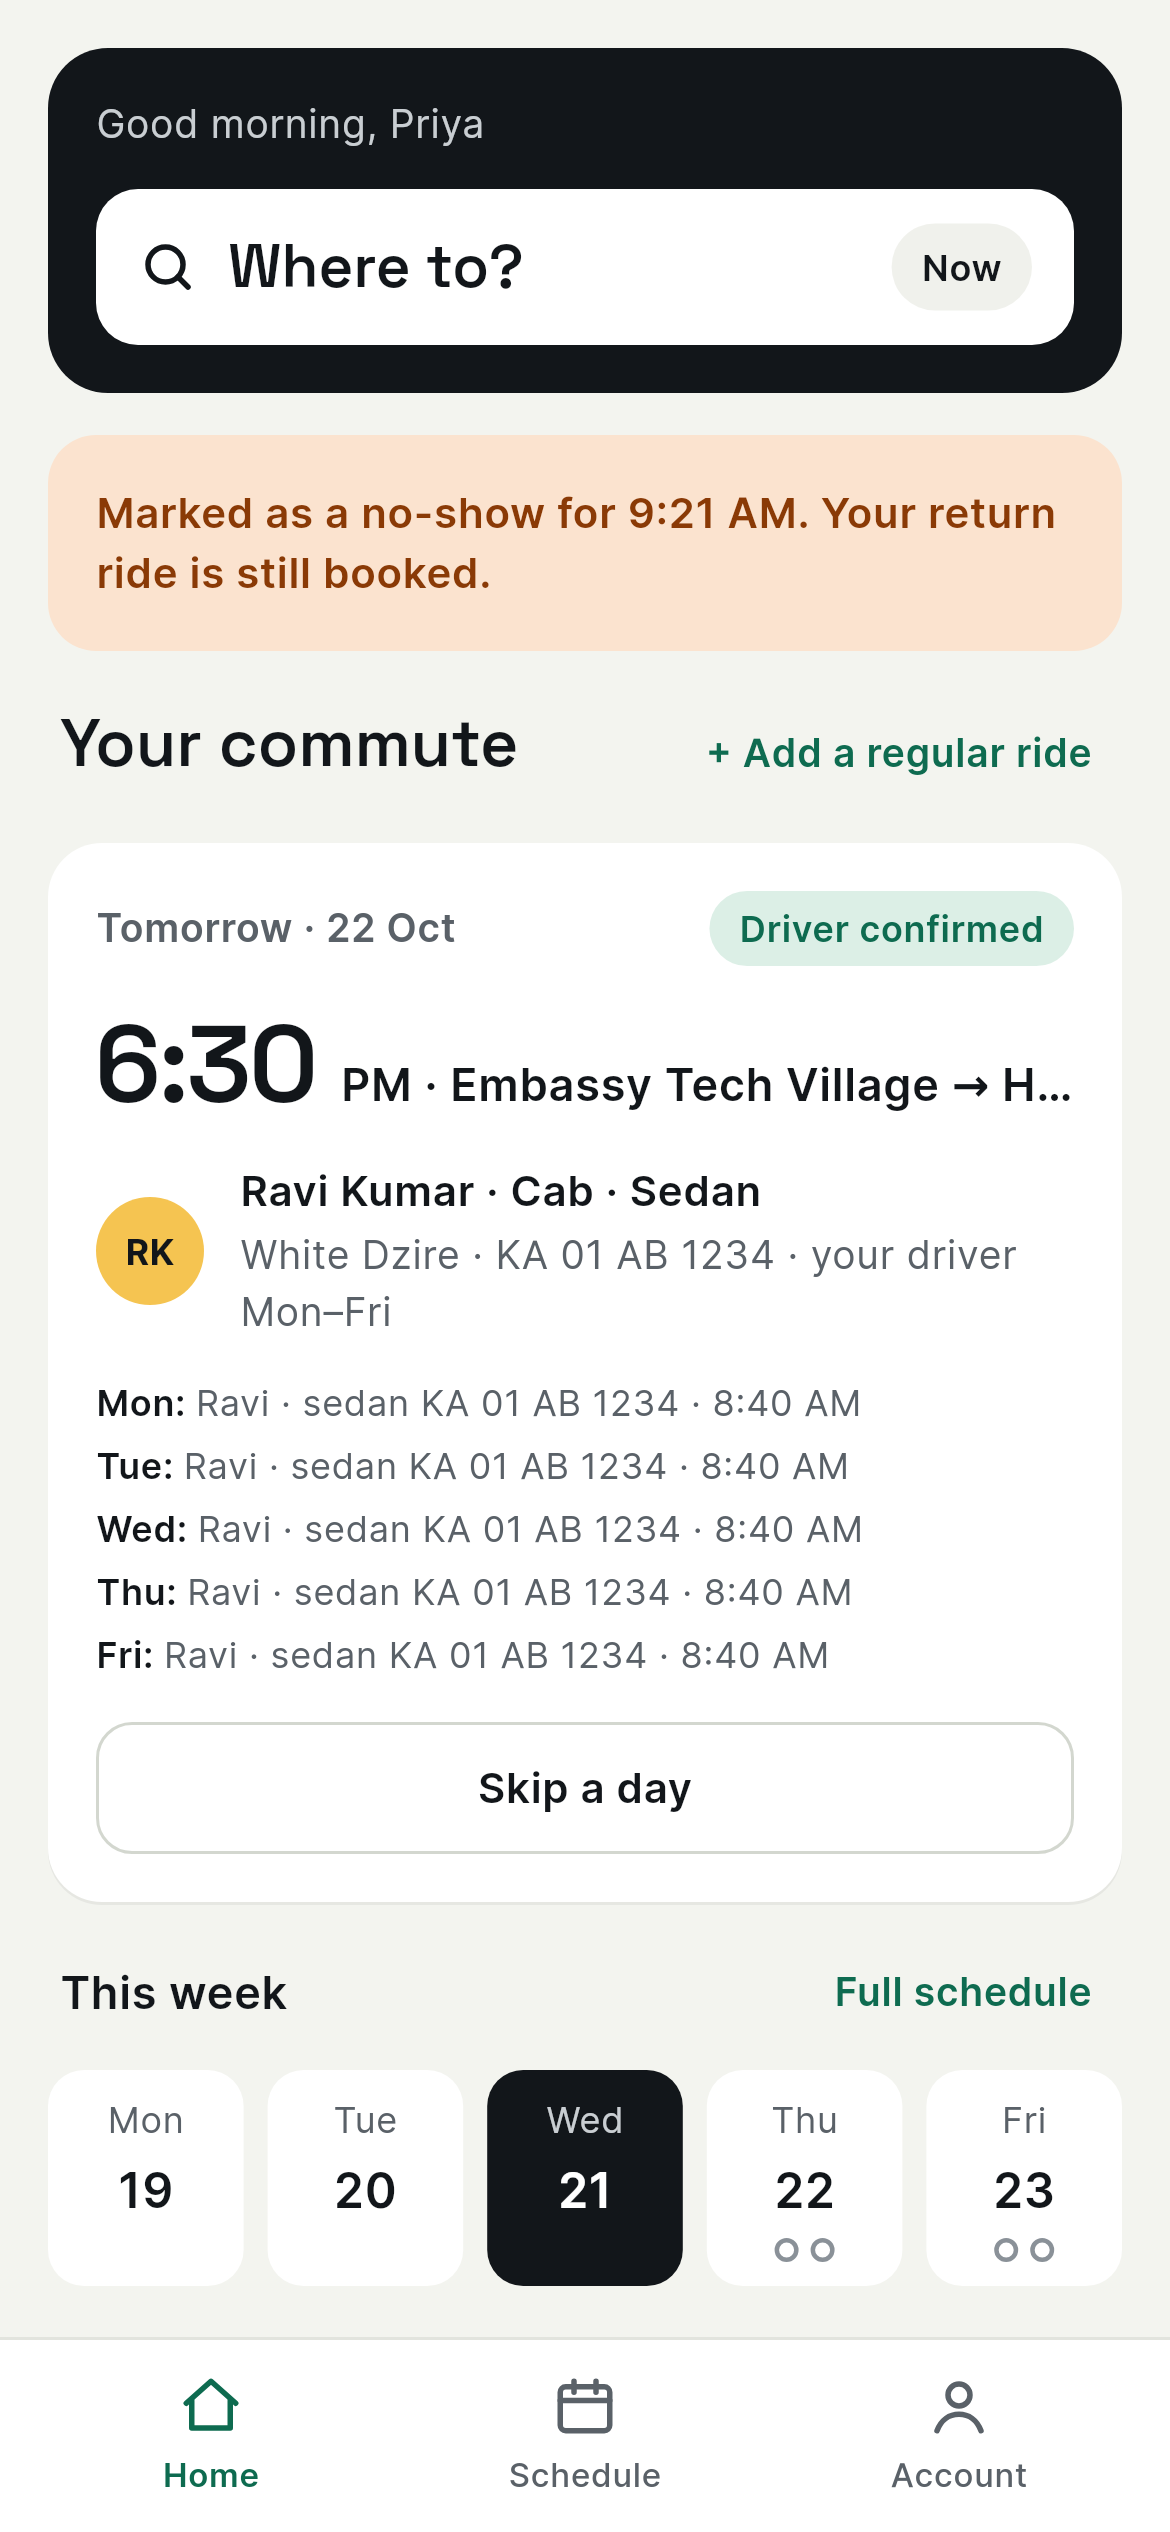 Good morning, Priya
Where to?
Now
Marked as a no-show for 9:21 AM. Your return
ride is still booked.
Your commute
+ Add a regular ride
Tomorrow · 22 Oct
Driver confirmed
6:30 PM · Embassy Tech Village → H...
RK
Ravi Kumar · Cab · Sedan
White Dzire · KA 01 AB 1234 · your driver
Mon–Fri
Mon: Ravi · sedan KA 01 AB 1234 · 8:40 AM
Tue: Ravi · sedan KA 01 AB 1234 · 8:40 AM
Wed: Ravi · sedan KA 01 AB 1234 · 8:40 AM
Thu: Ravi · sedan KA 01 AB 1234 · 8:40 AM
Fri: Ravi · sedan KA 01 AB 1234 · 8:40 AM
Skip a day
This week
Full schedule
Mon Tue Wed Thu Fri
19 20 21 22 23
Home Schedule Account